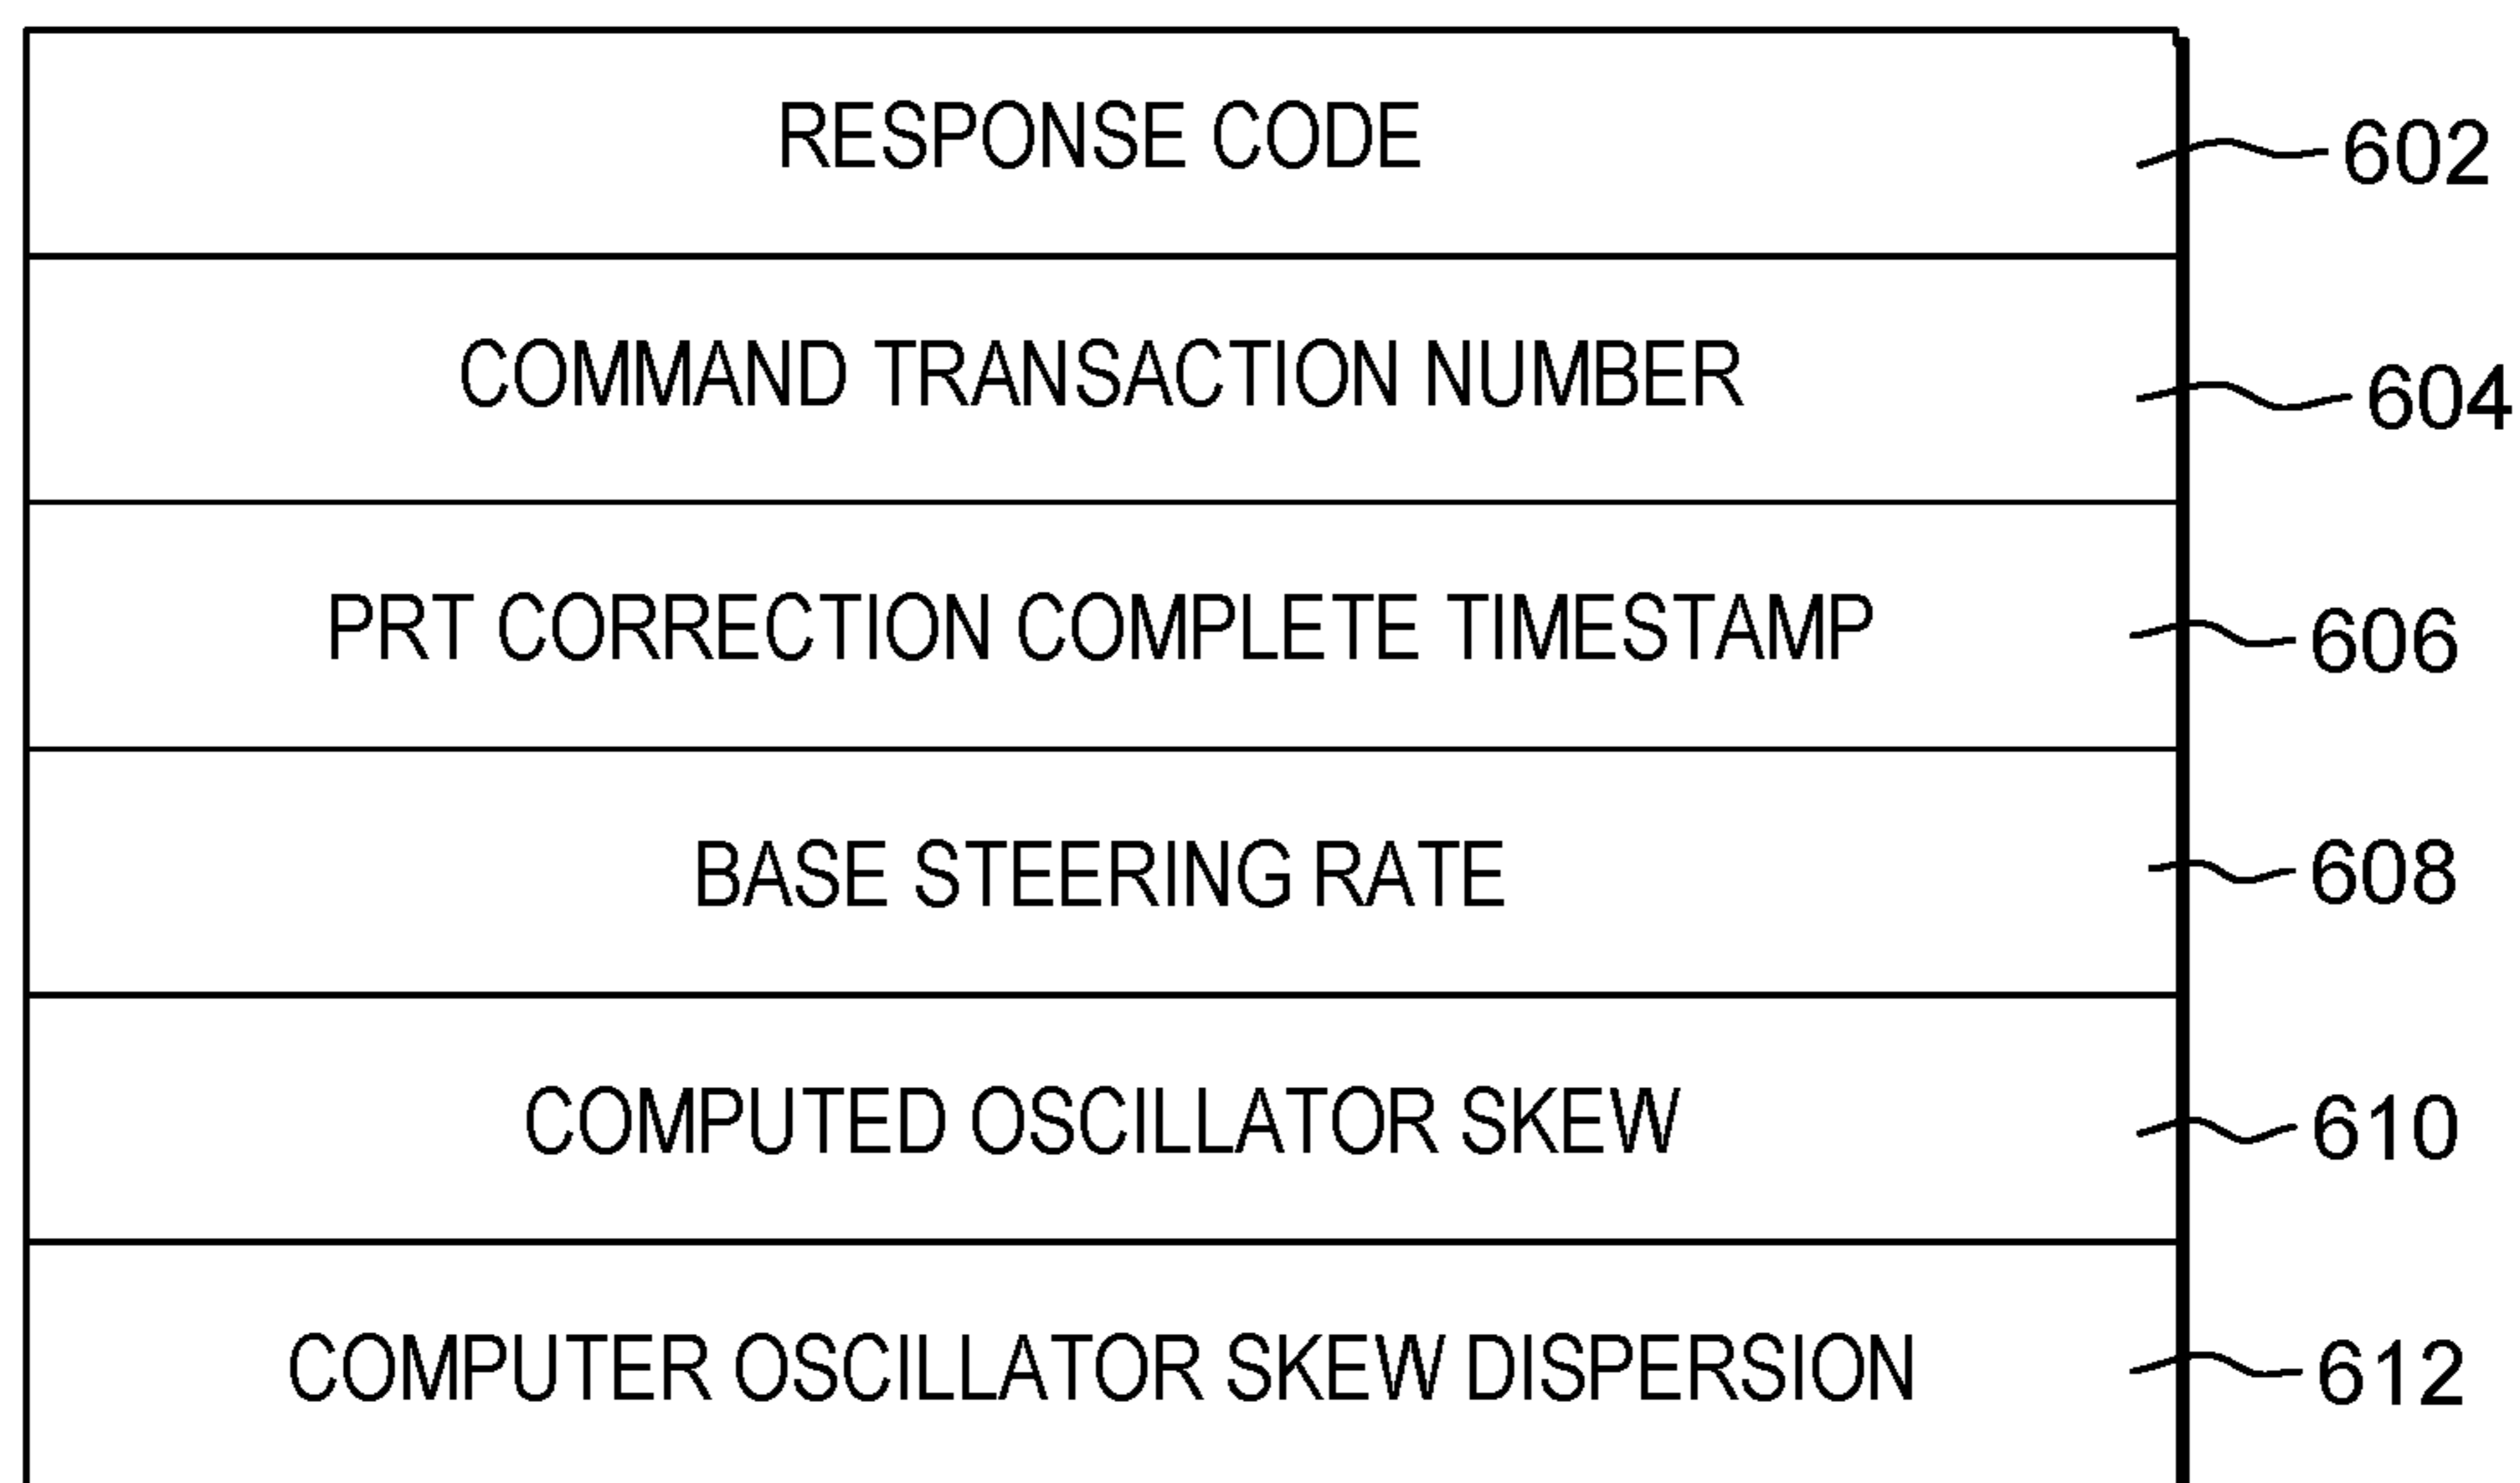 RESPONSE CODE 602
COMMAND TRANSACTION NUMBER 604
PRT CORRECTION COMPLETE TIMESTAMP 606
BASE STEERING RATE 608
COMPUTED OSCILLATOR SKEW 610
COMPUTER OSCILLATOR SKEW DISPERSION 612